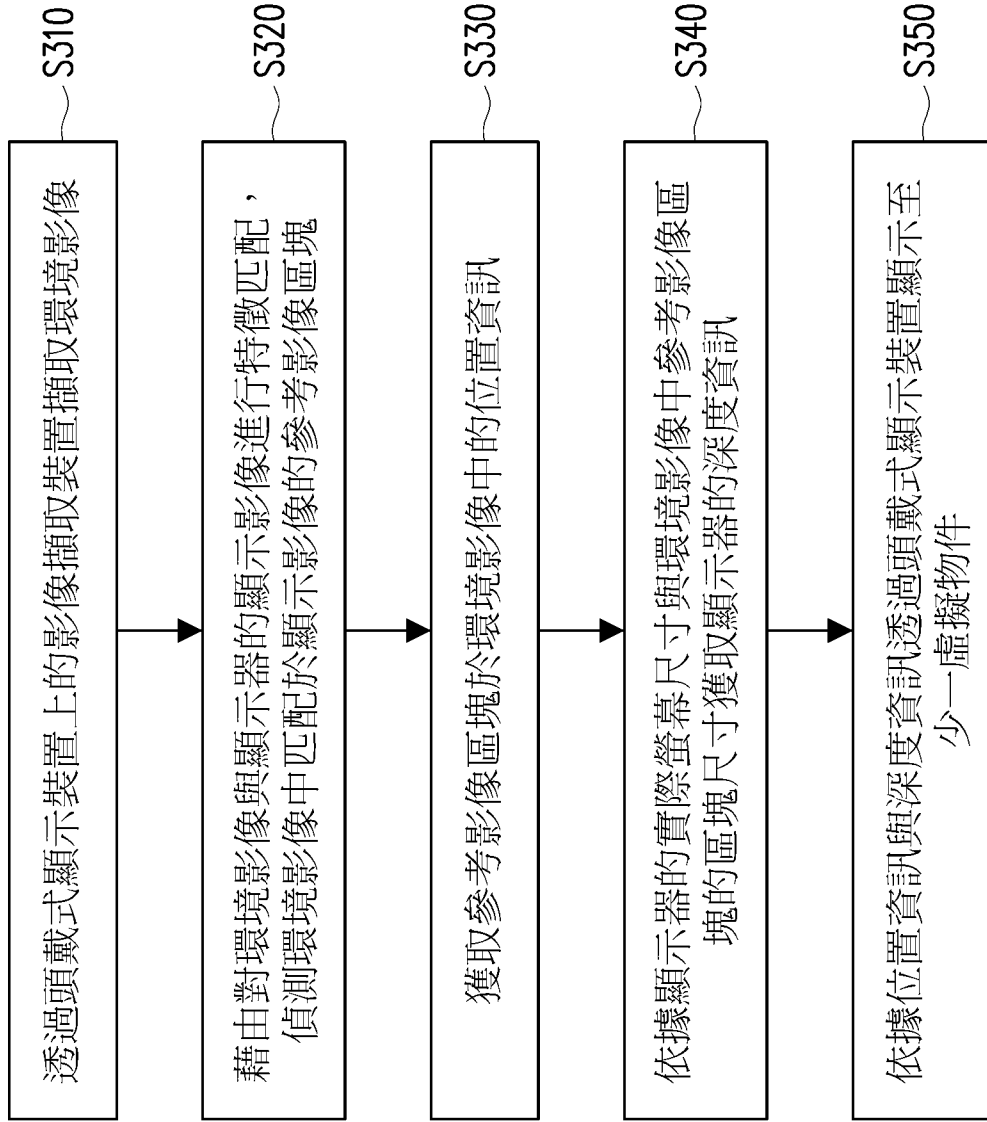 透過頭戴式顯示裝置上的影像擷取裝置擷取環境影像
S310
藉由對環境影像與顯示器的顯示影像進行特徵匹配,
偵測環境影像中匹配於顯示影像的參考影像區塊
S320
獲取參考影像區塊於環境影像中的位置資訊
S330
依據顯示器的實際螢幕尺寸與環境影像中參考影像區
塊的區塊尺寸獲取顯示器的深度資訊
S340
依據位置資訊與深度資訊透過頭戴式顯示裝置顯示至
少一虛擬物件
S350